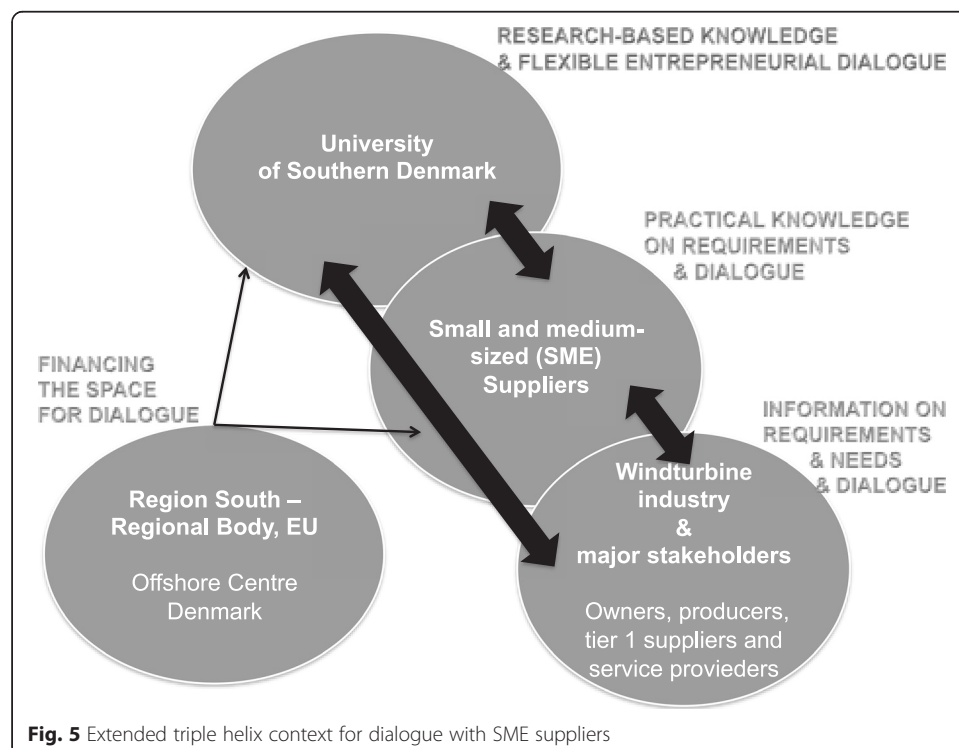 RESEARCH-BASED KNOWLEDGE
& FLEXIBLE ENTREPRENEURIAL DIALOGUE
University
of Southern Denmark
PRACTICAL KNOWLEDGE
ON REQUIREMENTS
& DIALOGUE
Small and medium-
sized (SME)
Suppliers
FINANCING
THE SPACE
FOR DIALOGUE
INFORMATION ON
REQUIREMENTS
& NEEDS
& DIALOGUE
Region South –
Regional Body, EU
Offshore Centre
Denmark
Windturbine
industry
&
major stakeholders
Owners, producers,
tier 1 suppliers and
service provieders
Fig. 5 Extended triple helix context for dialogue with SME suppliers